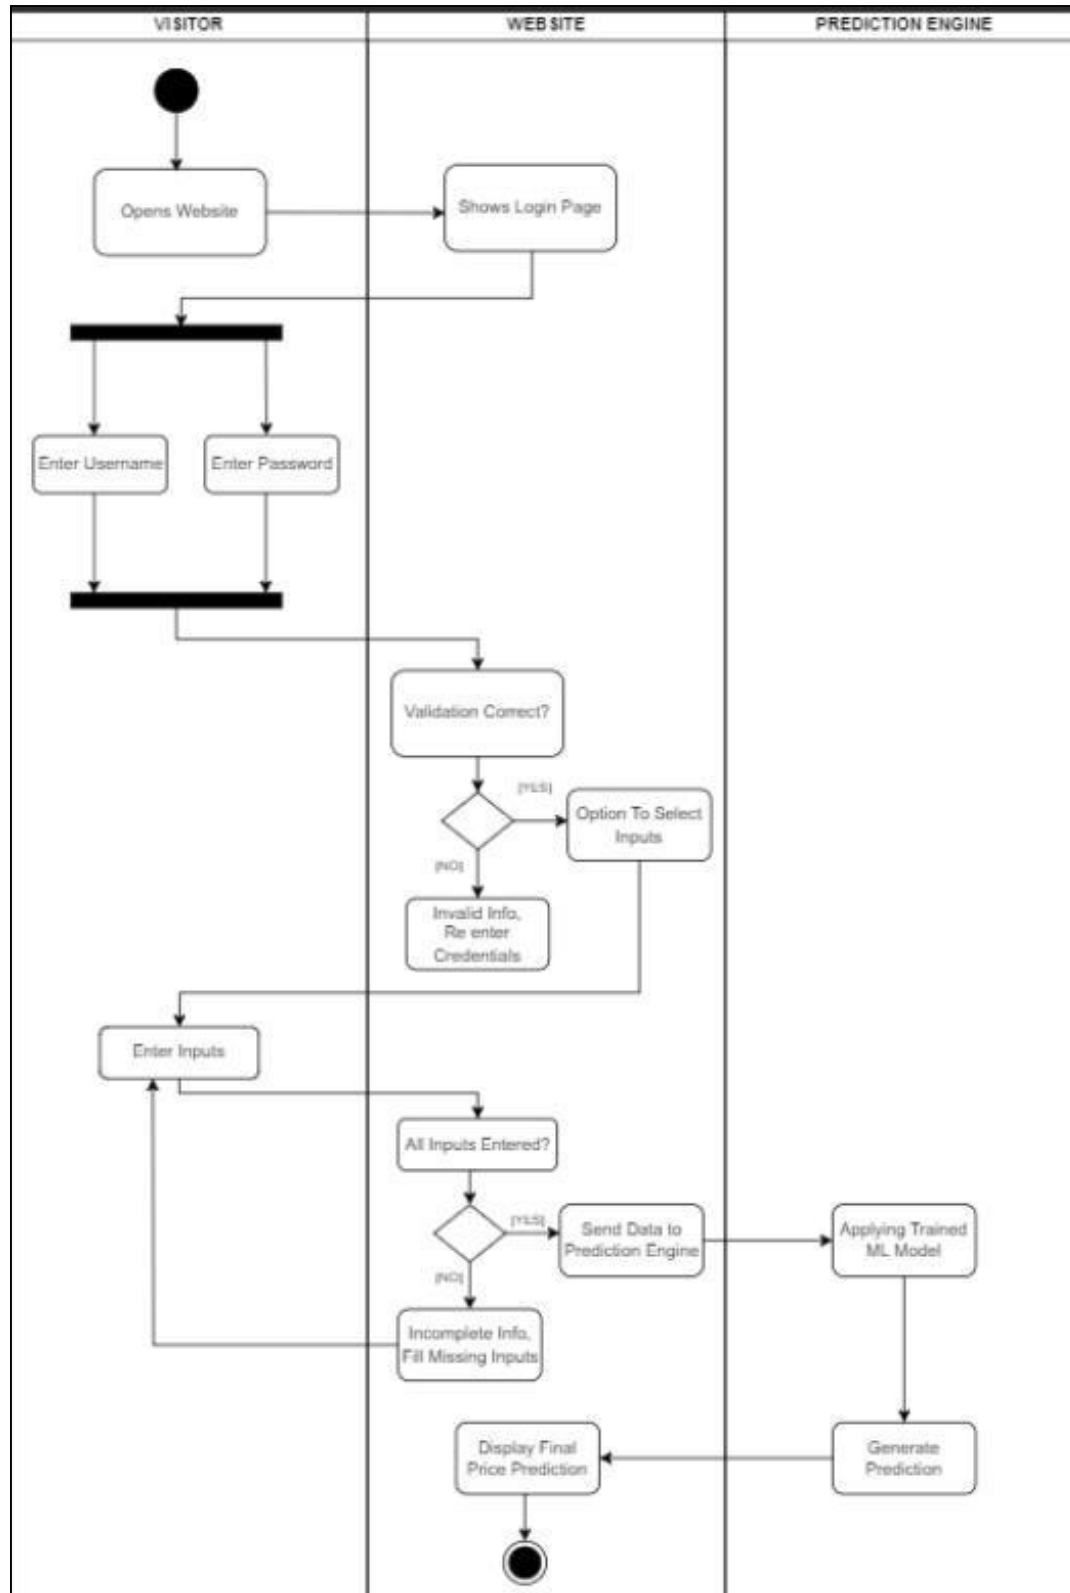 VISITOR
WEBSITE
PREDICTION ENGINE
Opens Website
Shows Login Page
Enter Username
Enter Password
Validation Correct?
[YES]
Option To Select
Inputs
[NO]
Invalid Info,
Re enter
Credentials
Enter Inputs
All Inputs Entered?
[YES]
Send Data to
Prediction Engine
Applying Trained
ML Model
[NO]
Incomplete Info,
Fill Missing Inputs
Display Final
Price Prediction
Generate
Prediction